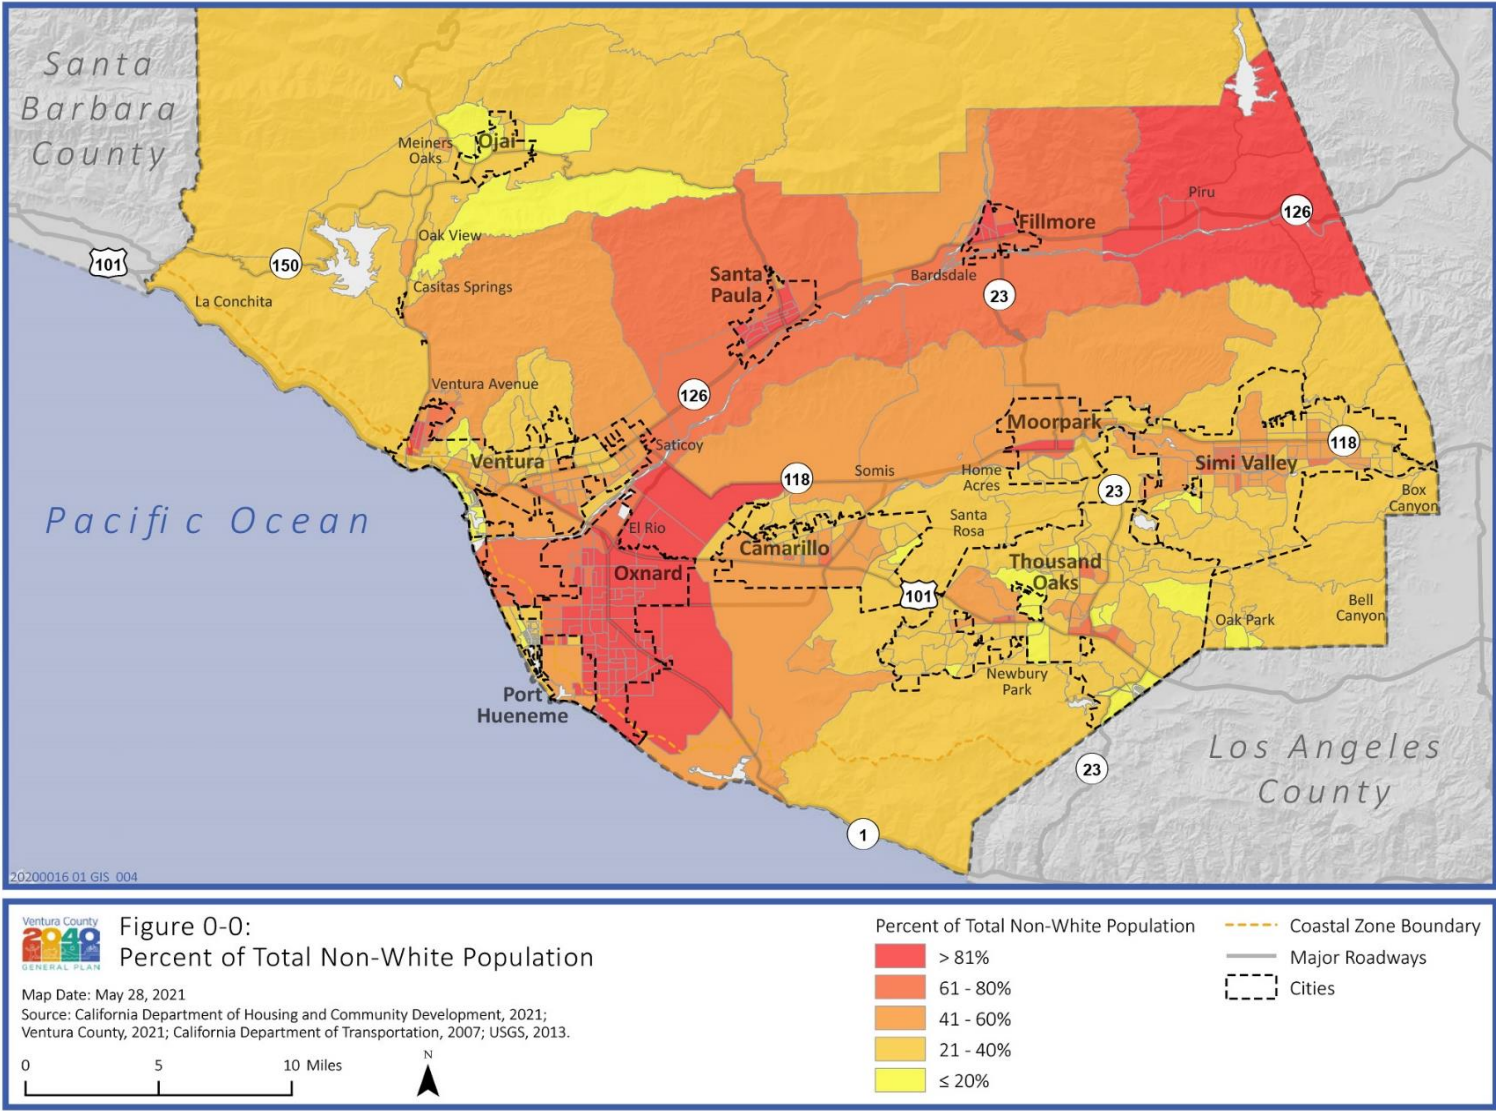 Santa
Barbara
County
Meiners
Oaks
Ojai
Piru
126
Oak View
Fillmore
101
150
Santa
Paula
Bardsdale
Casitas Springs
23
La Conchita
Ventura Avenue
126
Moorpark
118
Saticoy
Ventura
118
Somis
Home
Acres
Simi Valley
23
Box
Canyon
Pacific Ocean
El Rio
Santa
Rosa
Camarillo
Oxnard
Thousand
Oaks
101
Bell
Canyon
Oak Park
Newbury
Park
Port
Hueneme
Los Angeles
County
23
1
20200016 01 GIS 004
Ventura County
2040
GENERAL PLAN
Figure 0-0:
Percent of Total Non-White Population
Map Date: May 28, 2021
Source: California Department of Housing and Community Development, 2021;
Ventura County, 2021; California Department of Transportation, 2007; USGS, 2013.
0 5 10 Miles
N
Percent of Total Non-White Population
> 81%
61 - 80%
41 - 60%
21 - 40%
≤ 20%
Coastal Zone Boundary
Major Roadways
Cities